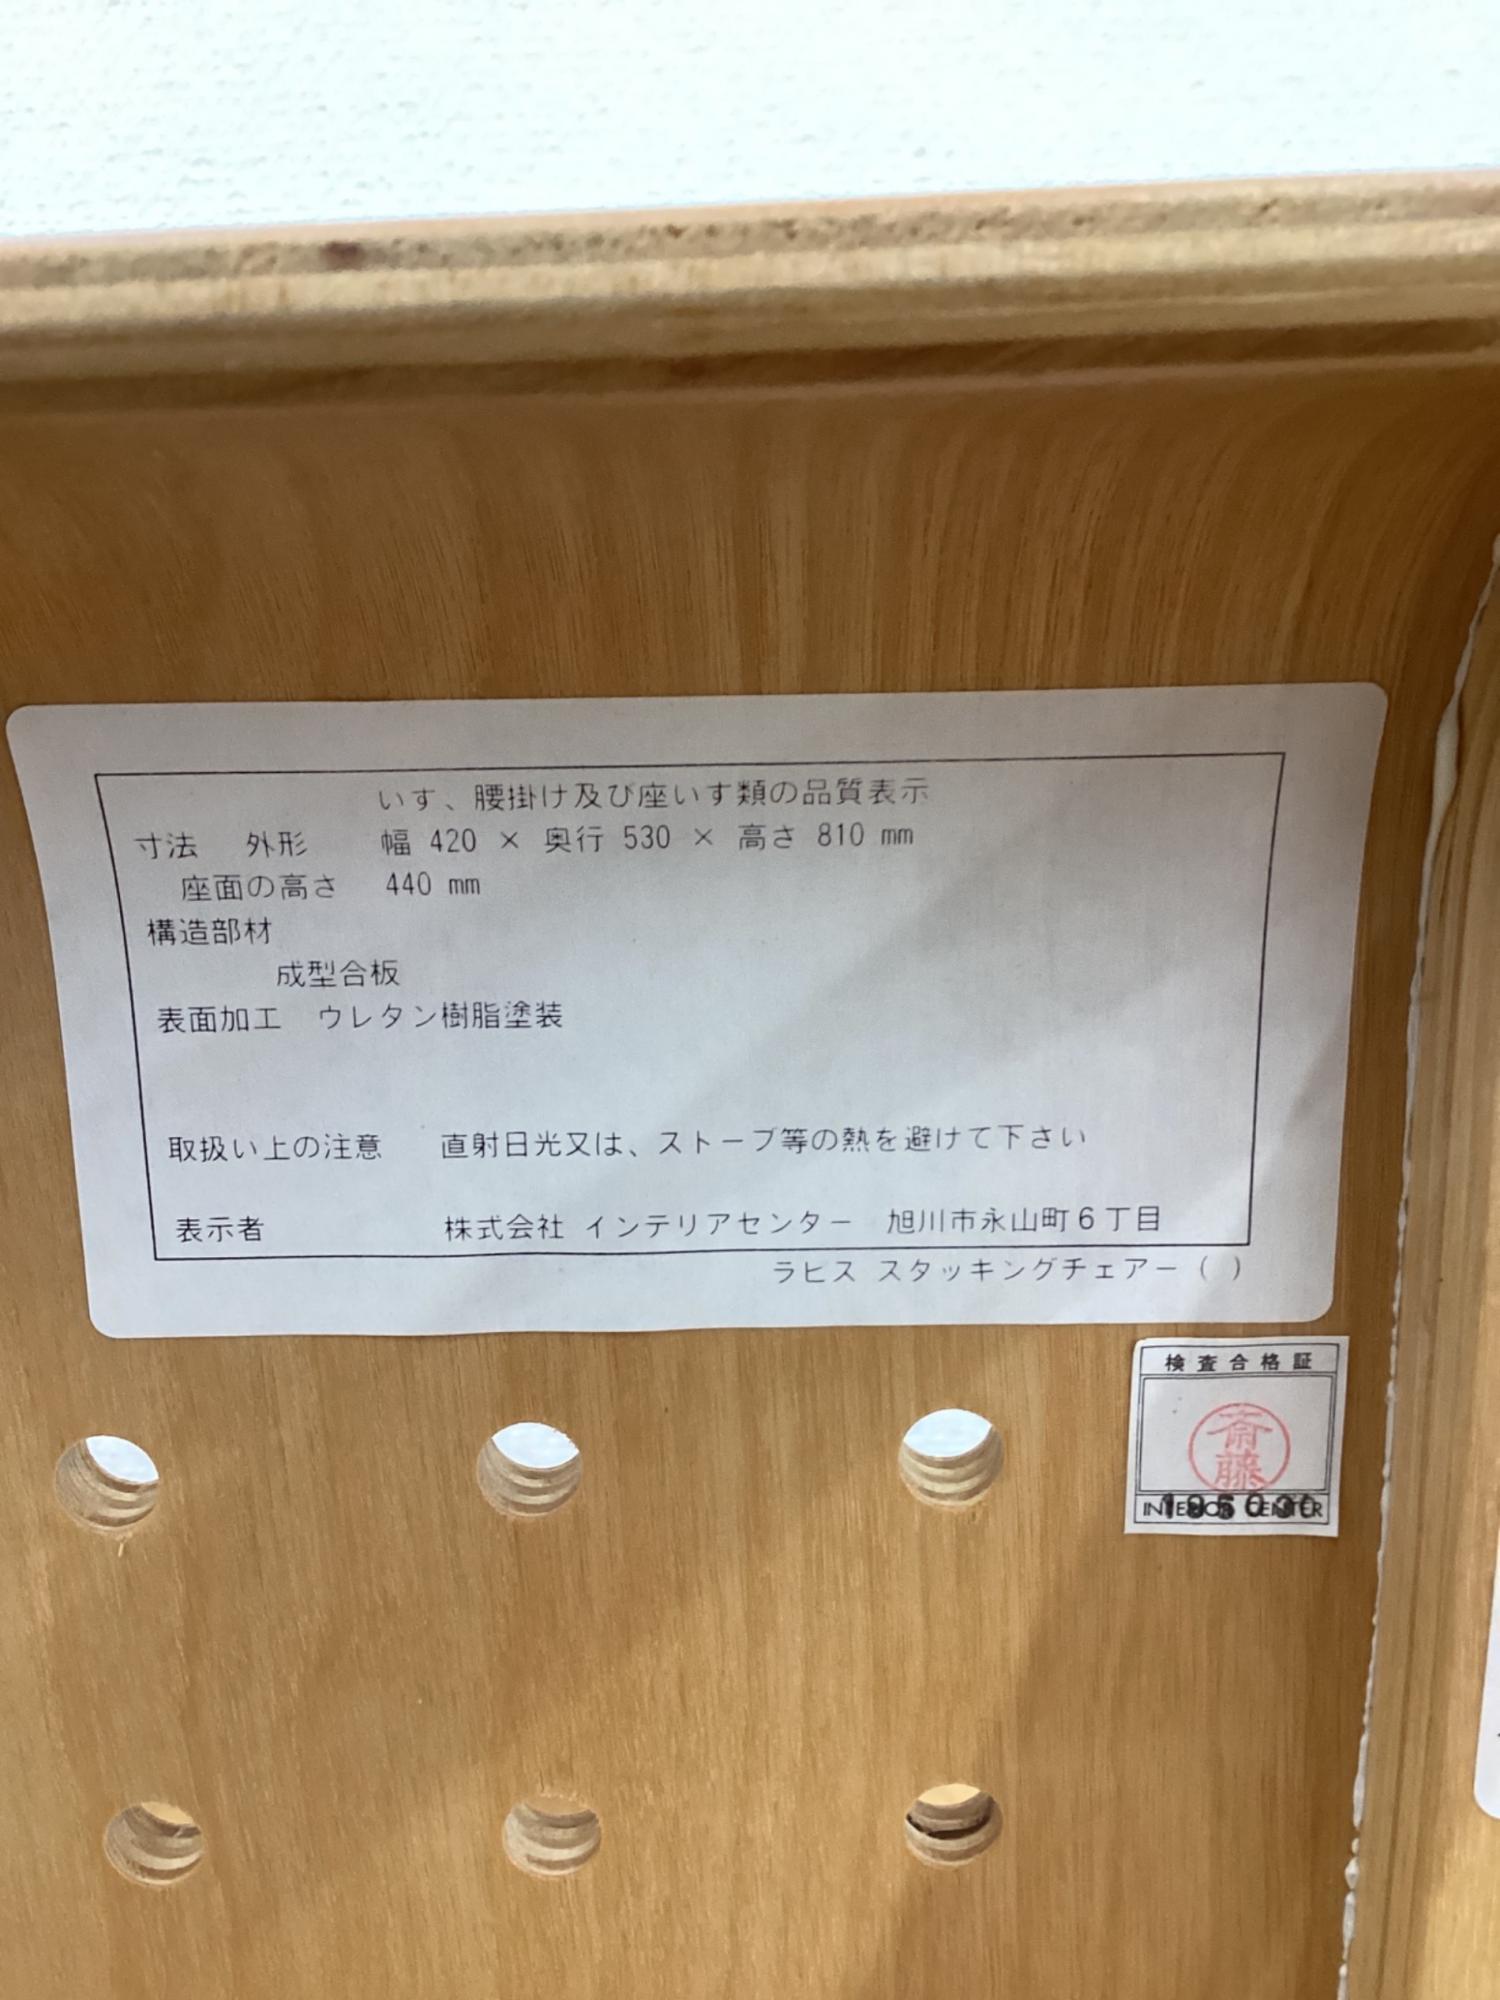 いす、腰掛け及び座いす類の品質表示
寸法 外形 幅 420 × 奥行 530 × 高さ 810 mm
座面の高さ 440 mm
構造部材
成型合板
表面加工 ウレタン樹脂塗装
取扱い上の注意 直射日光又は、ストーブ等の熱を避けて下さい
表示者 株式会社 インテリアセンター 旭川市永山町6丁目
ラヒス スタッキングチェアー ( )
検査合格証
斎藤
INTERIOR CENTER